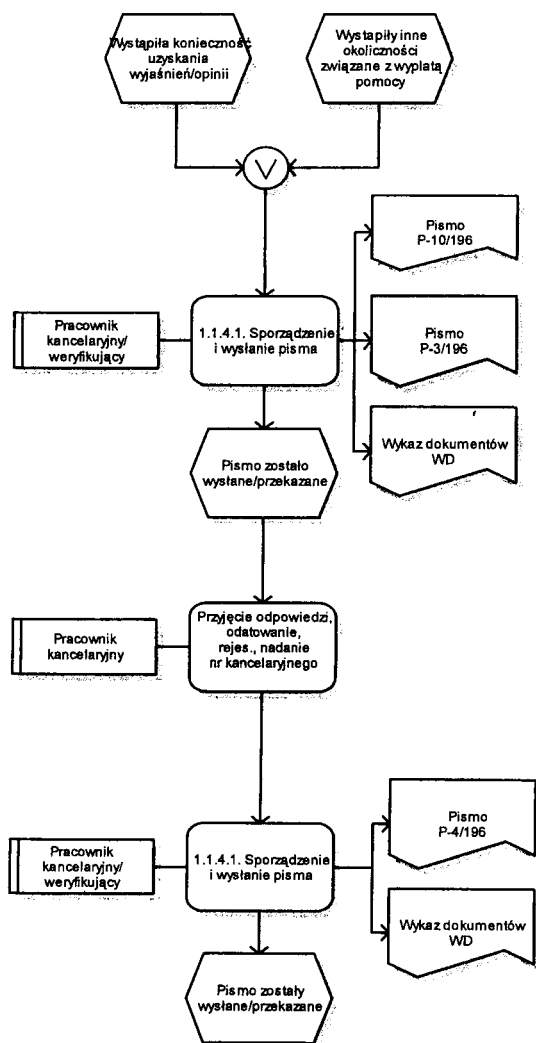 Wystąpiła konieczność
uzyskania
wyjaśnień/opinii
Wystąpiły inne
okoliczności
związane z wypłatą
pomocy
V
Pismo
P-10/196
Pracownik
kancelaryjny/
weryfikujący
1.1.4.1. Sporządzenie
i wysłanie pisma
Pismo
P-3/196
Wykaz dokumentów
WD
Pismo zostało
wysłane/przekazane
Pracownik
kancelaryjny
Przyjęcie odpowiedzi,
odatowanie,
rejes., nadanie
nr kancelaryjnego
Pismo
P-4/196
Pracownik
kancelaryjny/
weryfikujący
1.1.4.1. Sporządzenie
i wysłanie pisma
Wykaz dokumentów
WD
Pismo zostały
wysłane/przekazane